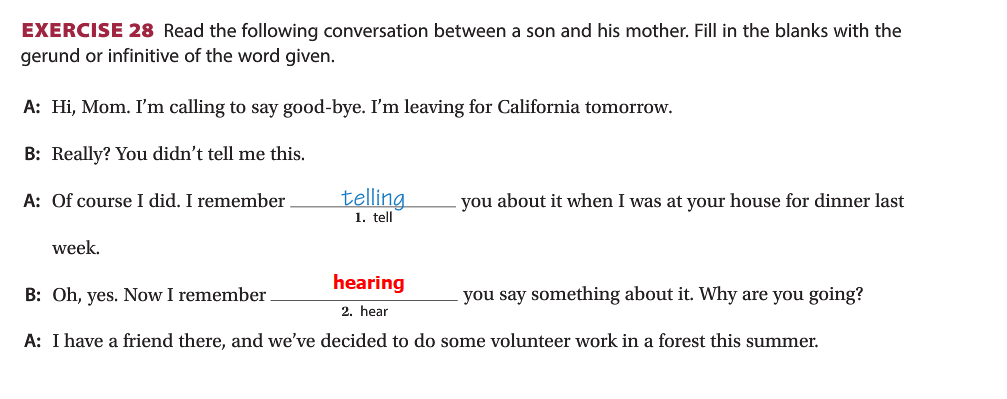 EXERCISE 28 Read the following conversation between a son and his mother. Fill in the blanks with the
gerund or infinitive of the word given.
A: Hi, Mom. I'm calling to say good-bye. I'm leaving for California tomorrow.
B: Really? You didn't tell me this.
A: Of course I did. I remember telling you about it when I was at your house for dinner last
1. tell
week.
B: Oh, yes. Now I remember hearing you say something about it. Why are you going?
2. hear
A: I have a friend there, and we've decided to do some volunteer work in a forest this summer.